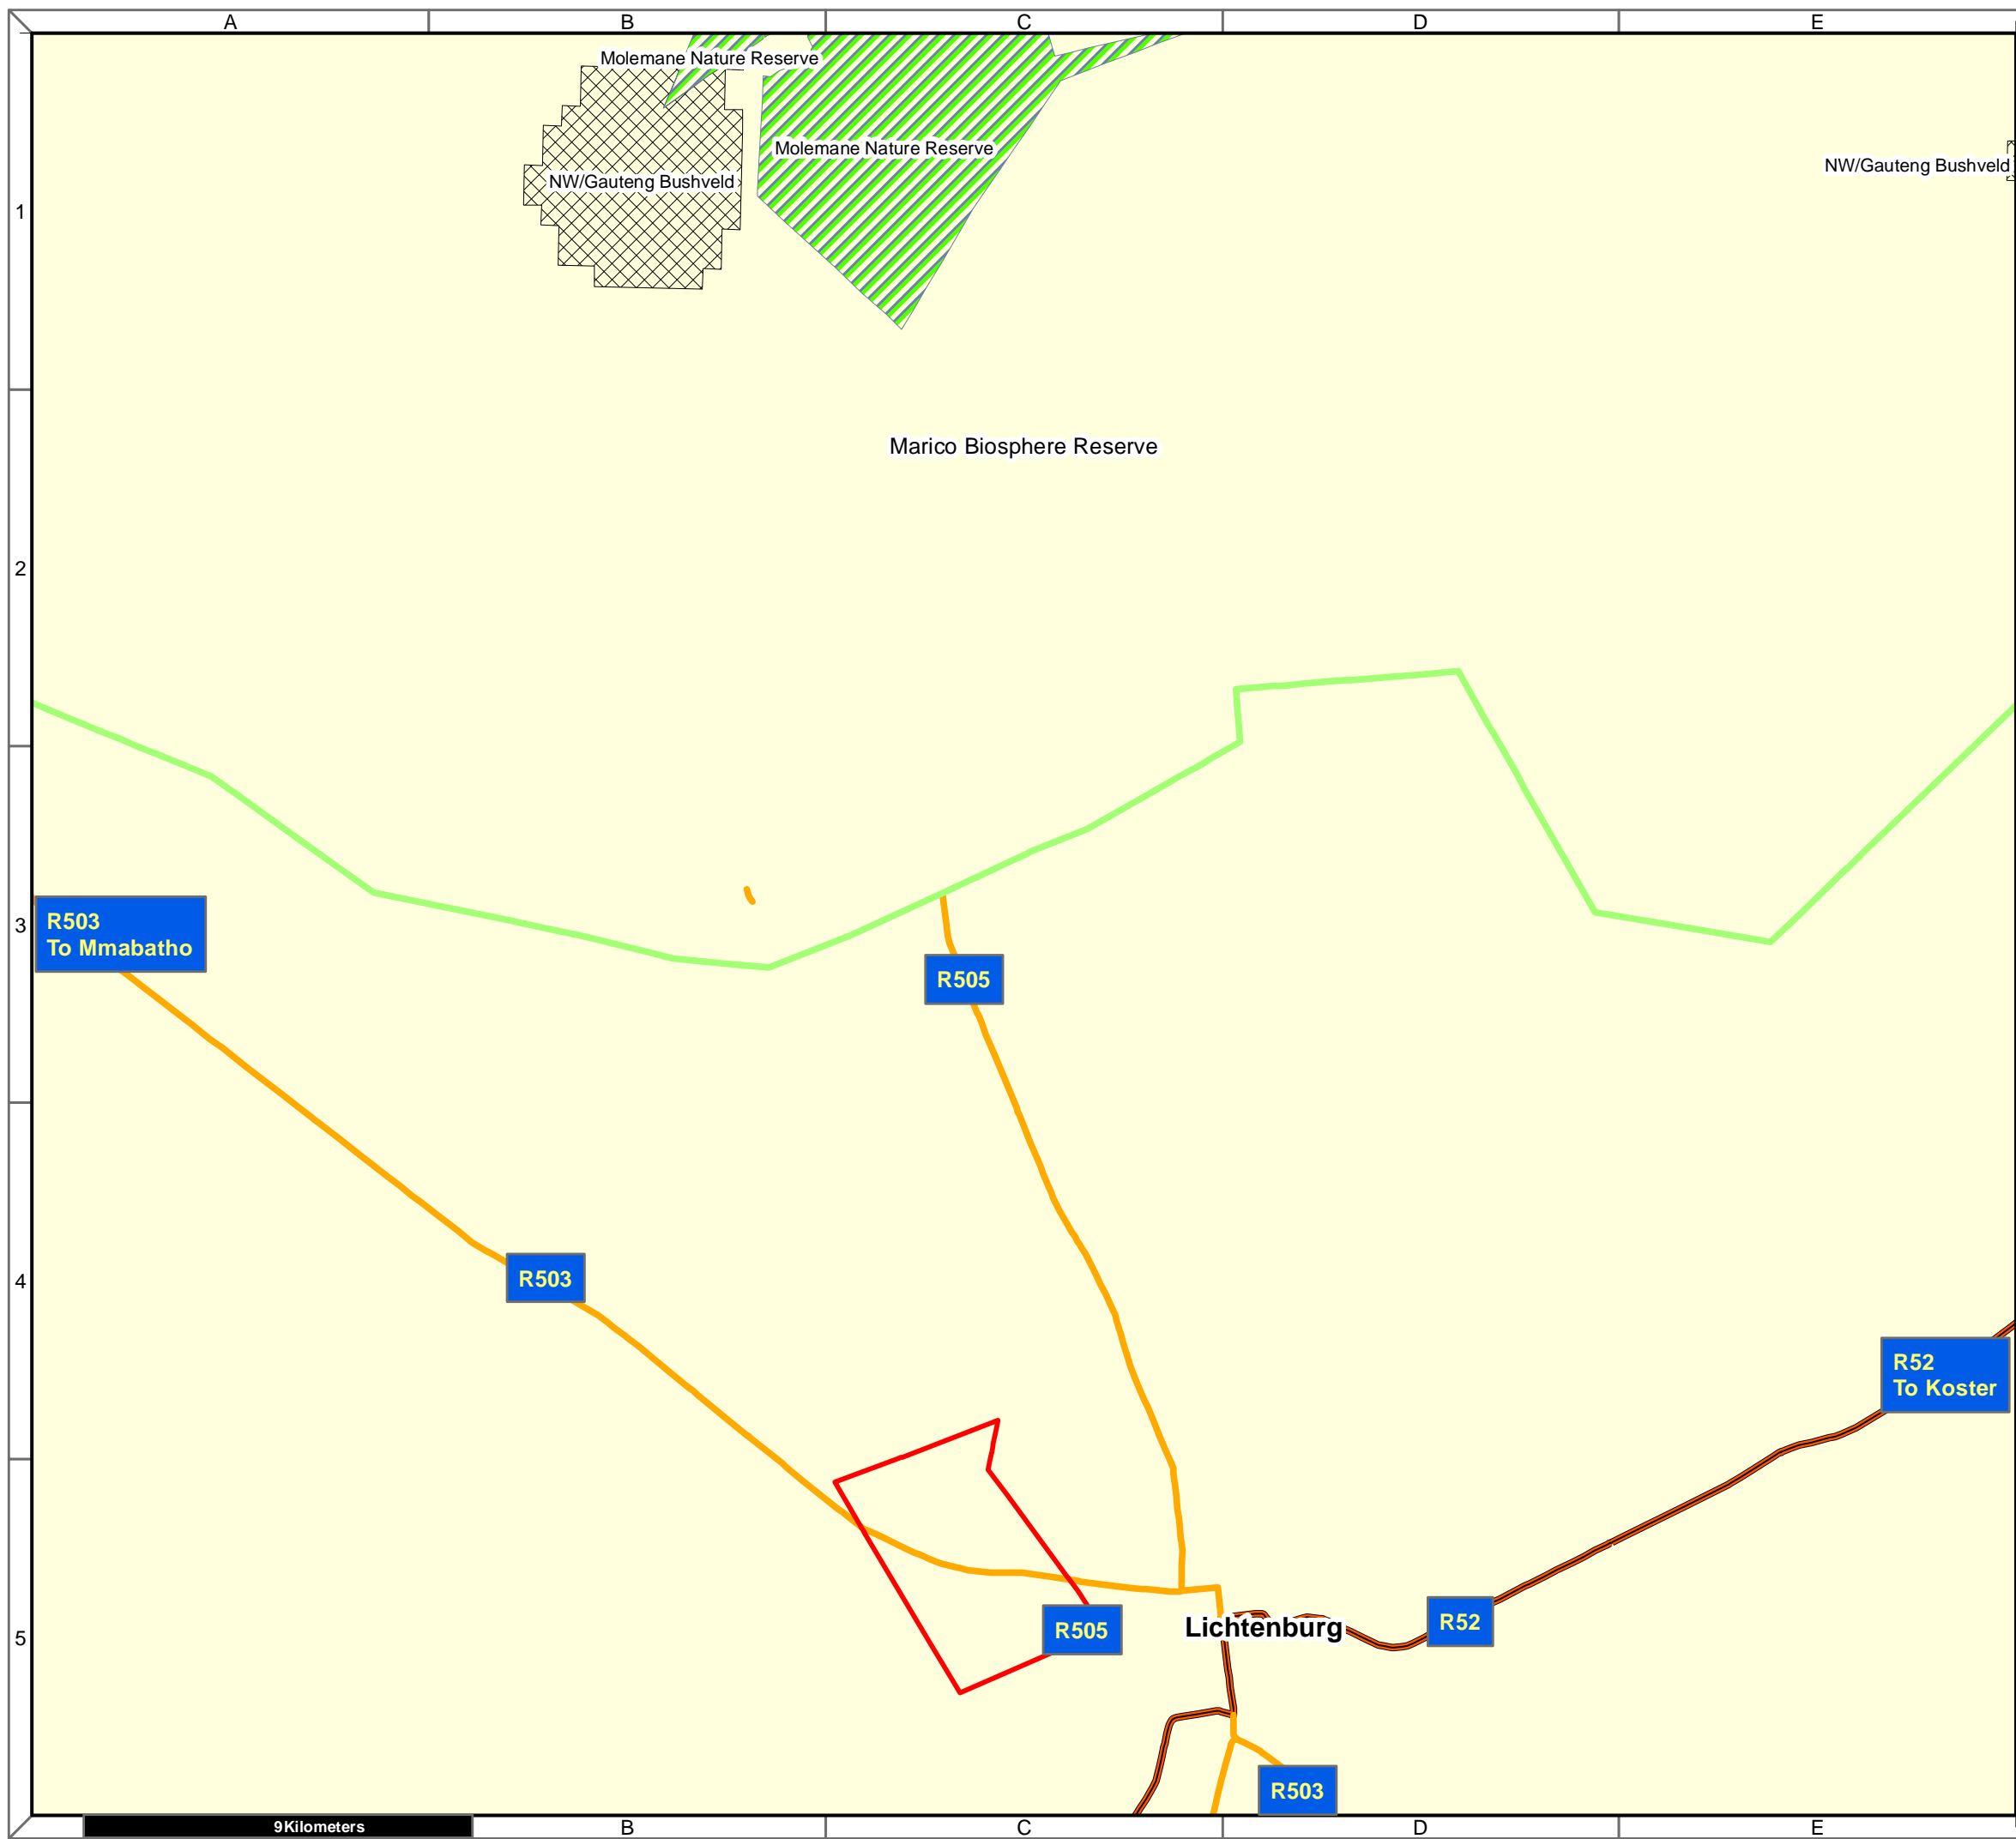 A B C D E
Molemane Nature Reserve
Molemane Nature Reserve
NW/Gauteng Bushveld
NW/Gauteng Bushveld
1
Marico Biosphere Reserve
2
3
R503
To Mmabatho
R505
4
R503
R52
To Koster
5
R505
Lichtenburg
R52
R503
9Kilometers
B C D E